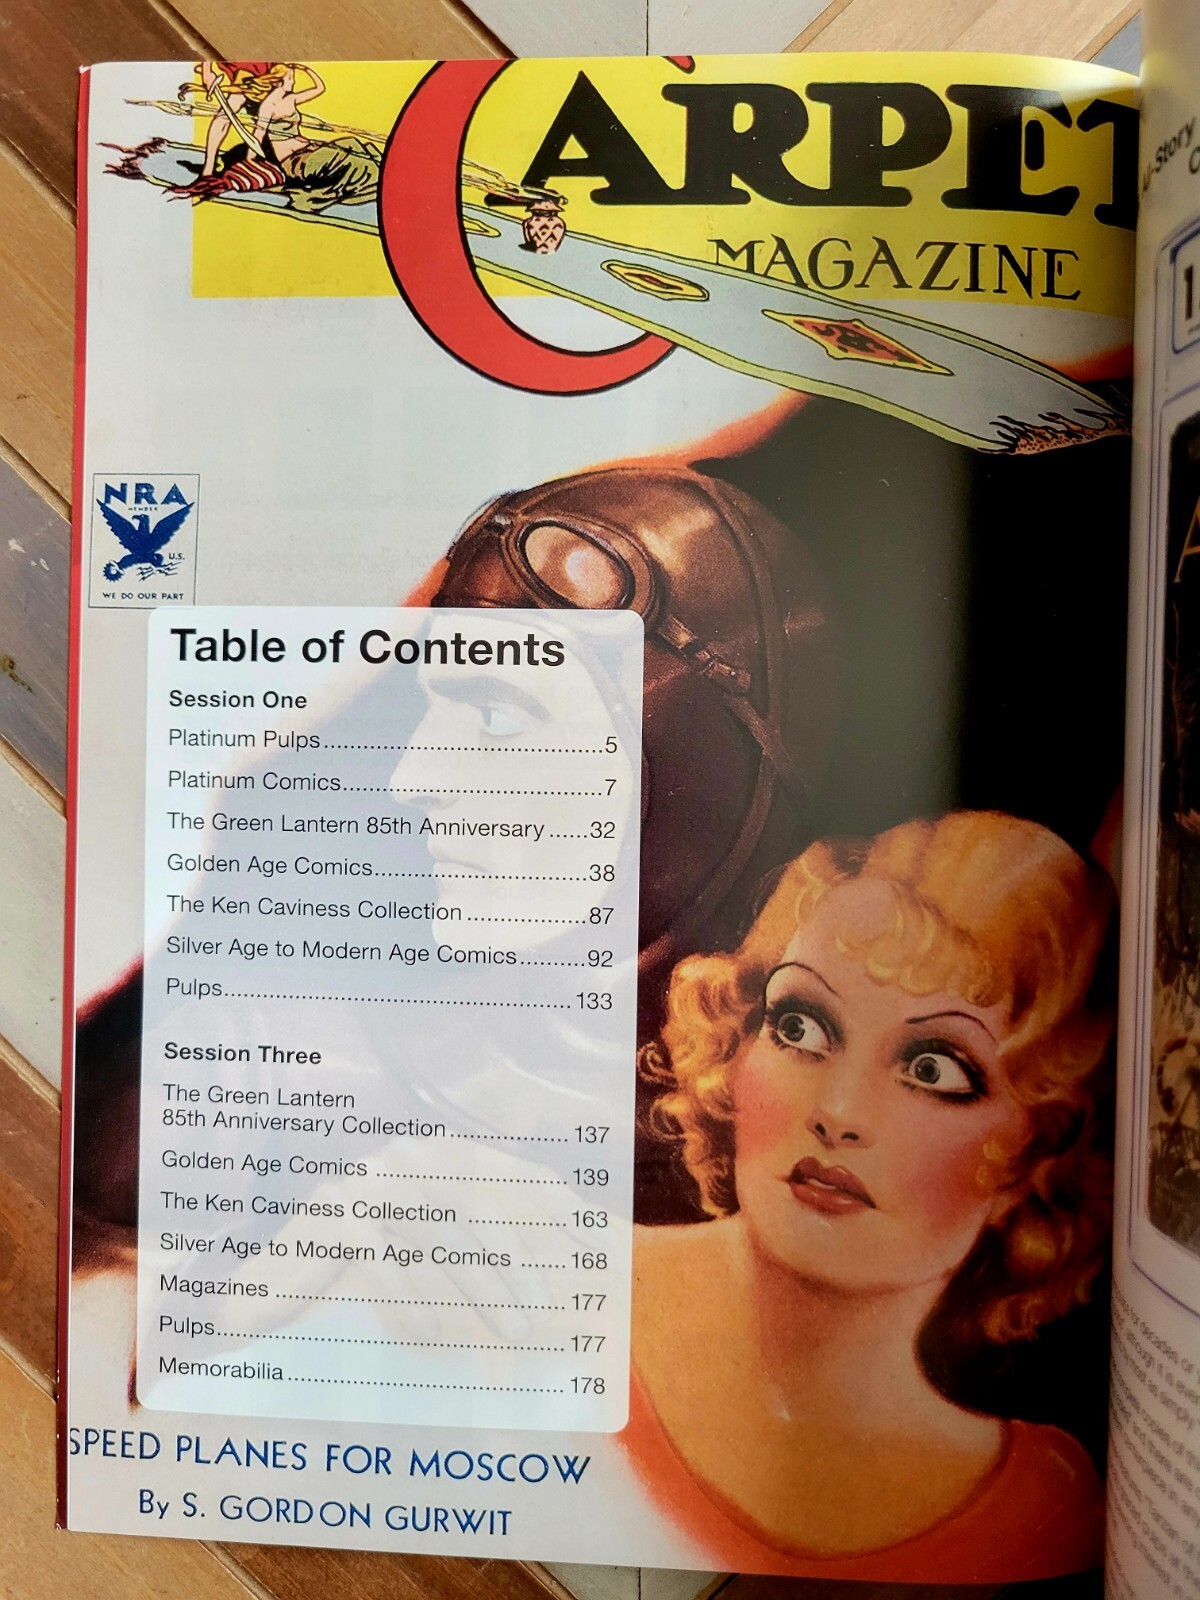 CARPET
MAGAZINE
NRA
MEMBER
U.S.
WE DO OUR PART
Table of Contents
Session One
Platinum Pulps..........................................5
Platinum Comics.......................................7
The Green Lantern 85th Anniversary ......32
Golden Age Comics................................38
The Ken Caviness Collection ..................87
Silver Age to Modern Age Comics..........92
Pulps.................................................... 133
Session Three
The Green Lantern
85th Anniversary Collection.................. 137
Golden Age Comics ............................. 139
The Ken Caviness Collection ............... 163
Silver Age to Modern Age Comics ....... 168
Magazines ............................................ 177
Pulps..................................................... 177
Memorabilia.......................................... 178
SPEED PLANES FOR MOSCOW
By S. GORDON GURWIT